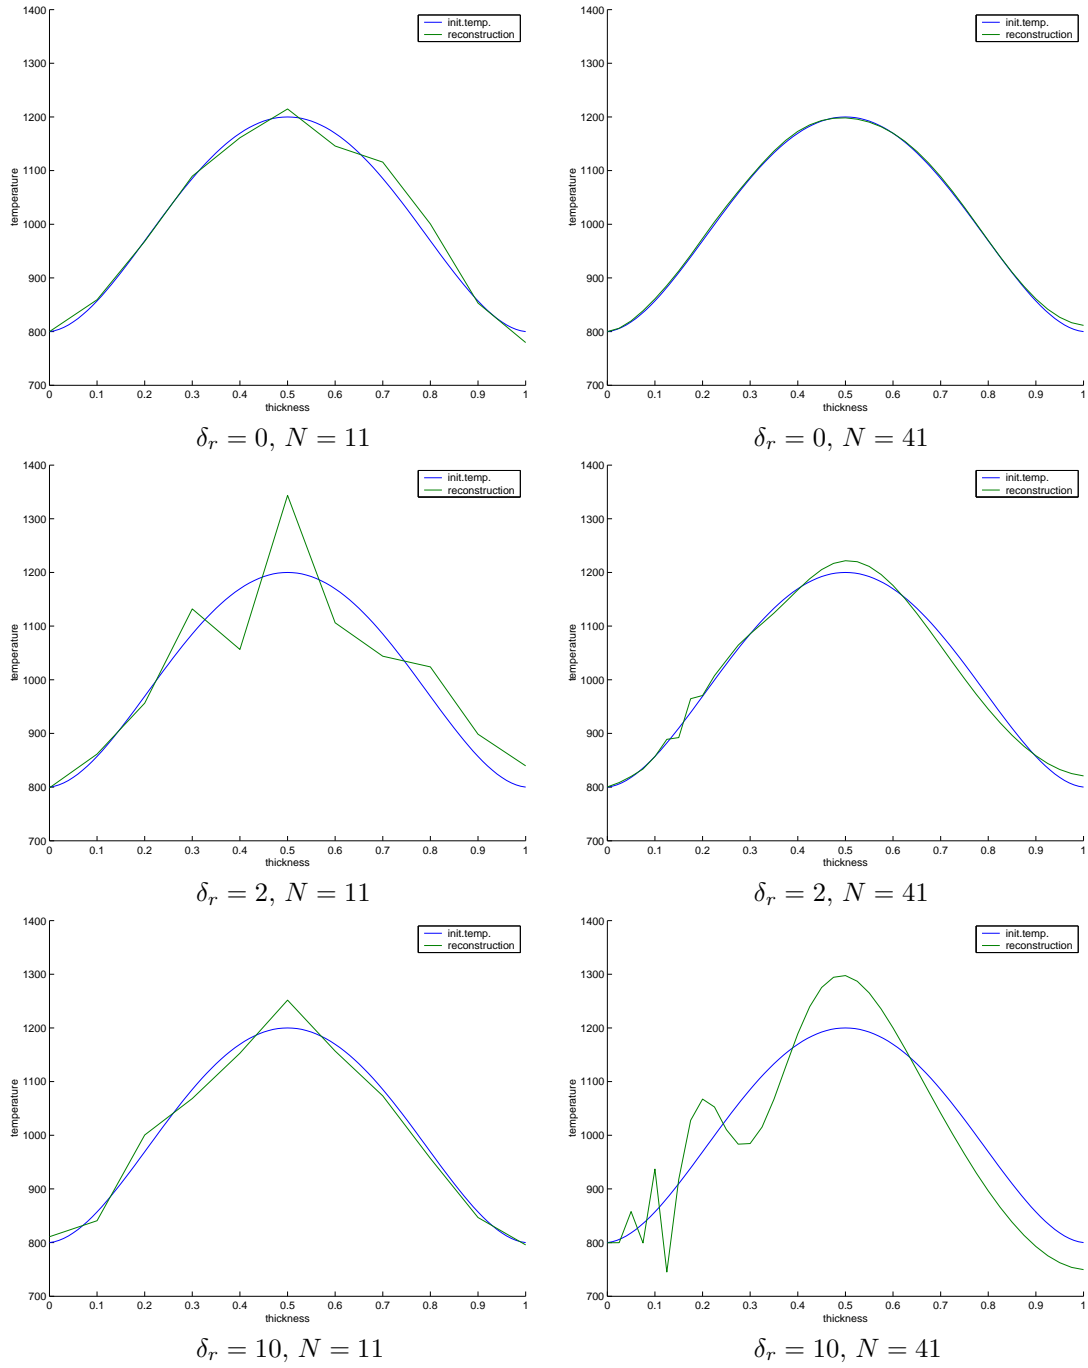 1400
1300
1200
1100
1000
900
800
700
temperature
init.temp.
reconstruction
0 0.1 0.2 0.3 0.4 0.5 0.6 0.7 0.8 0.9 1
thickness
δr = 0, N = 11
1400
1300
1200
1100
1000
900
800
700
temperature
init.temp.
reconstruction
0 0.1 0.2 0.3 0.4 0.5 0.6 0.7 0.8 0.9 1
thickness
δr = 0, N = 41
1400
1300
1200
1100
1000
900
800
700
temperature
init.temp.
reconstruction
0 0.1 0.2 0.3 0.4 0.5 0.6 0.7 0.8 0.9 1
thickness
δr = 2, N = 11
1400
1300
1200
1100
1000
900
800
700
temperature
init.temp.
reconstruction
0 0.1 0.2 0.3 0.4 0.5 0.6 0.7 0.8 0.9 1
thickness
δr = 2, N = 41
1400
1300
1200
1100
1000
900
800
700
temperature
init.temp.
reconstruction
0 0.1 0.2 0.3 0.4 0.5 0.6 0.7 0.8 0.9 1
thickness
δr = 10, N = 11
1400
1300
1200
1100
1000
900
800
700
temperature
init.temp.
reconstruction
0 0.1 0.2 0.3 0.4 0.5 0.6 0.7 0.8 0.9 1
thickness
δr = 10, N = 41